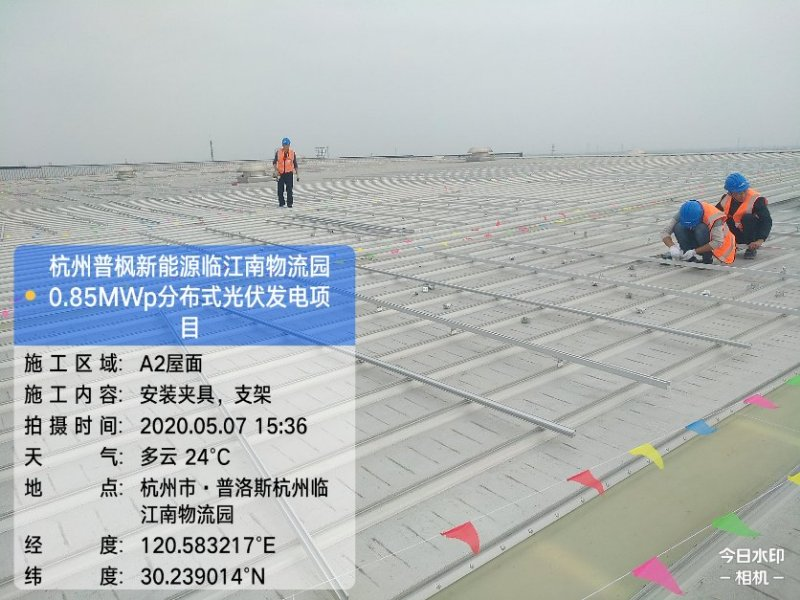 杭州普枫新能源临江南物流园
0.85MWp分布式光伏发电项
目
施工区域: A2屋面
施工内容: 安装夹具，支架
拍摄时间: 2020.05.07 15:36
天气: 多云 24℃
地点: 杭州市·普洛斯杭州临
江南物流园
经度: 120.583217°E
纬度: 30.239014°N
今日水印
－相机－